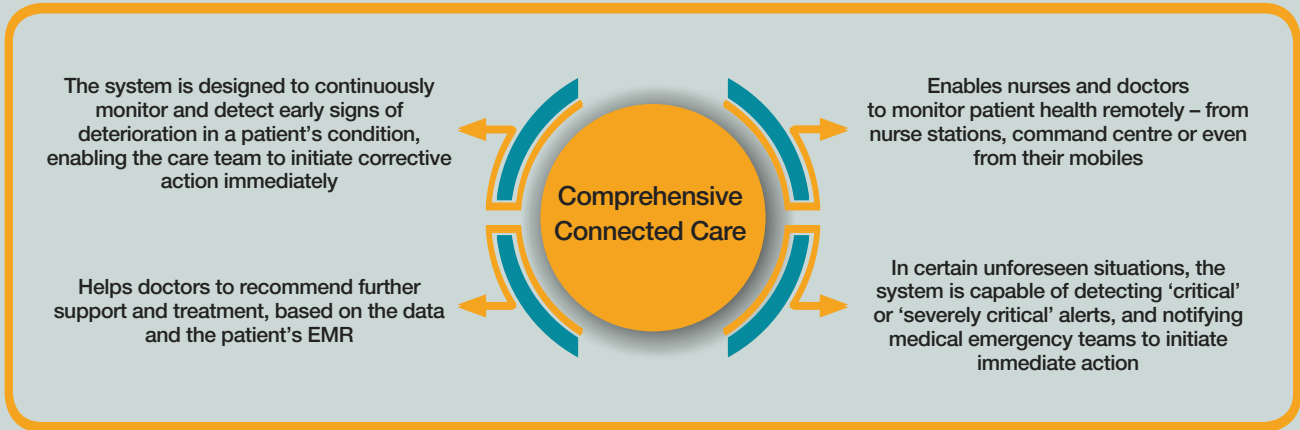 The system is designed to continuously
monitor and detect early signs of
deterioration in a patient's condition,
enabling the care team to initiate corrective
action immediately
Enables nurses and doctors
to monitor patient health remotely – from
nurse stations, command centre or even
from their mobiles
Comprehensive
Connected Care
Helps doctors to recommend further
support and treatment, based on the data
and the patient's EMR
In certain unforeseen situations, the
system is capable of detecting ‘critical’
or ‘severely critical’ alerts, and notifying
medical emergency teams to initiate
immediate action